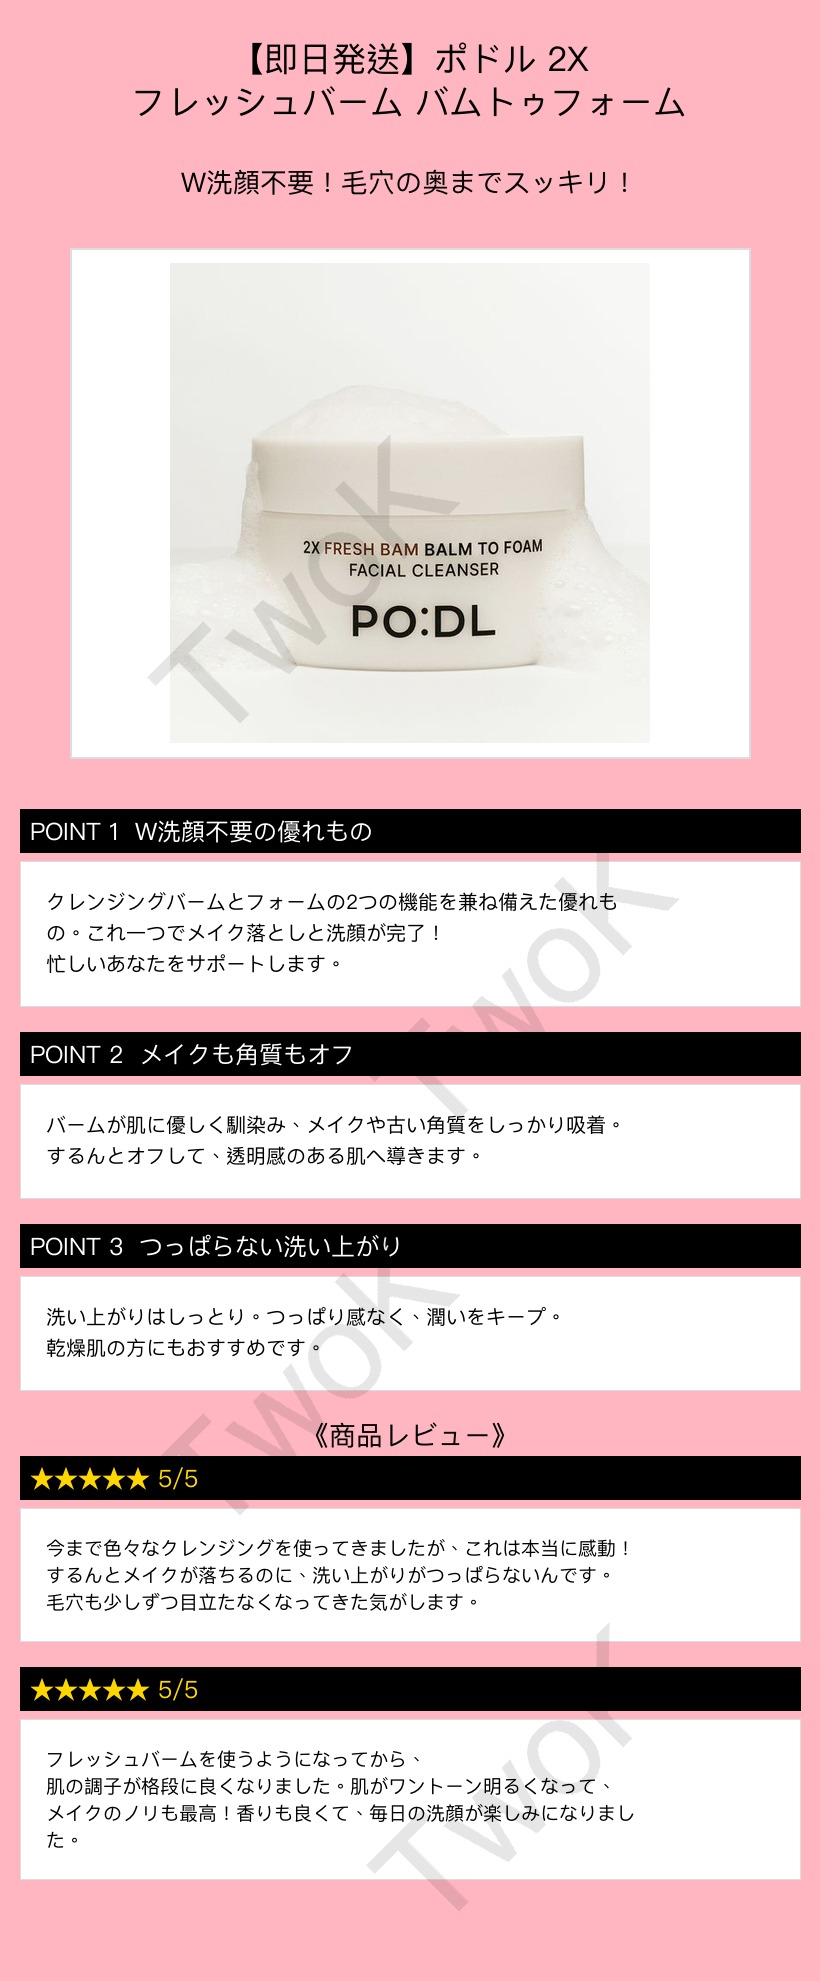 【即日発送】ポドル 2X
フレッシュバーム バムトゥフォーム
W洗顔不要！毛穴の奥までスッキリ！
2X FRESH BAM BALM TO FOAM
FACIAL CLEANSER
PO:DL
TwoK
POINT 1 W洗顔不要の優れもの
クレンジングバームとフォームの2つの機能を兼ね備えた優れも
の。これ一つでメイク落としと洗顔が完了！
忙しいあなたをサポートします。
TwoK
POINT 2 メイクも角質もオフ
バームが肌に優しく馴染み、メイクや古い角質をしっかり吸着。
するんとオフして、透明感のある肌へ導きます。
POINT 3 つっぱらない洗い上がり
洗い上がりはしっとり。つっぱり感なく、潤いをキープ。
乾燥肌の方にもおすすめです。
TwoK
《商品レビュー》
★★★★★ 5/5
今まで色々なクレンジングを使ってきましたが、これは本当に感動！
するんとメイクが落ちるのに、洗い上がりがつっぱらないんです。
毛穴も少しずつ目立たなくなってきた気がします。
★★★★★ 5/5
フレッシュバームを使うようになってから、
肌の調子が格段に良くなりました。肌がワントーン明るくなって、
メイクのノリも最高！香りも良くて、毎日の洗顔が楽しみになりまし
た。
TwoK